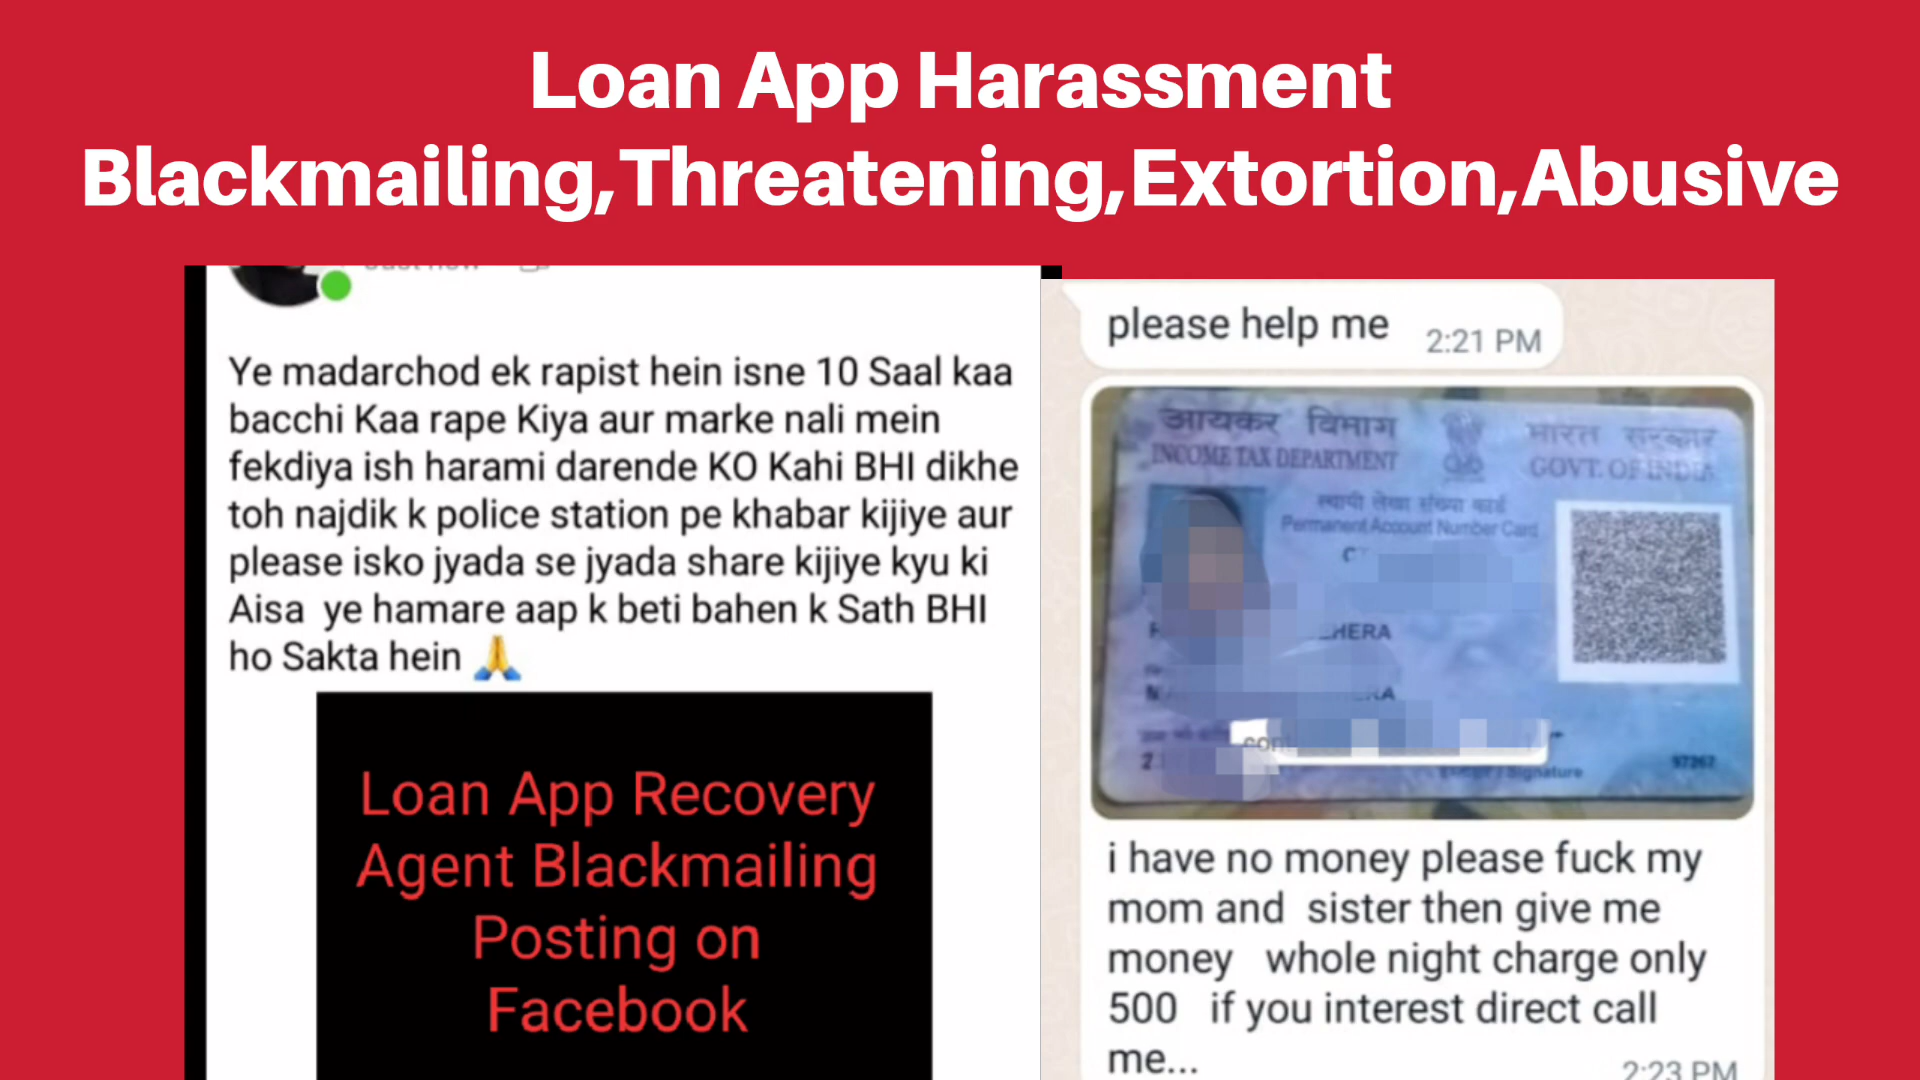 Loan App Harassment
Blackmailing,Threatening,Extortion,Abusive
Ye madarchod ek rapist hein isne 10 Saal kaa
bacchi Kaa rape Kiya aur marke nali mein
fekdiya ish harami darende KO Kahi BHI dikhe
toh najdik k police station pe khabar kijiye aur
please isko jyada se jyada share kijiye kyu ki
Aisa ye hamare aap k beti bahen k Sath BHI
ho Sakta hein 🙏
Loan App Recovery
Agent Blackmailing
Posting on
Facebook
please help me 2:21 PM
आयकर विभाग भारत सरकार
INCOME TAX DEPARTMENT GOVT. OF INDIA
स्थायी लेखा संख्या कार्ड
Permanent Account Number Card
i have no money please fuck my
mom and sister then give me
money whole night charge only
500 if you interest direct call
me...
2:23 PM